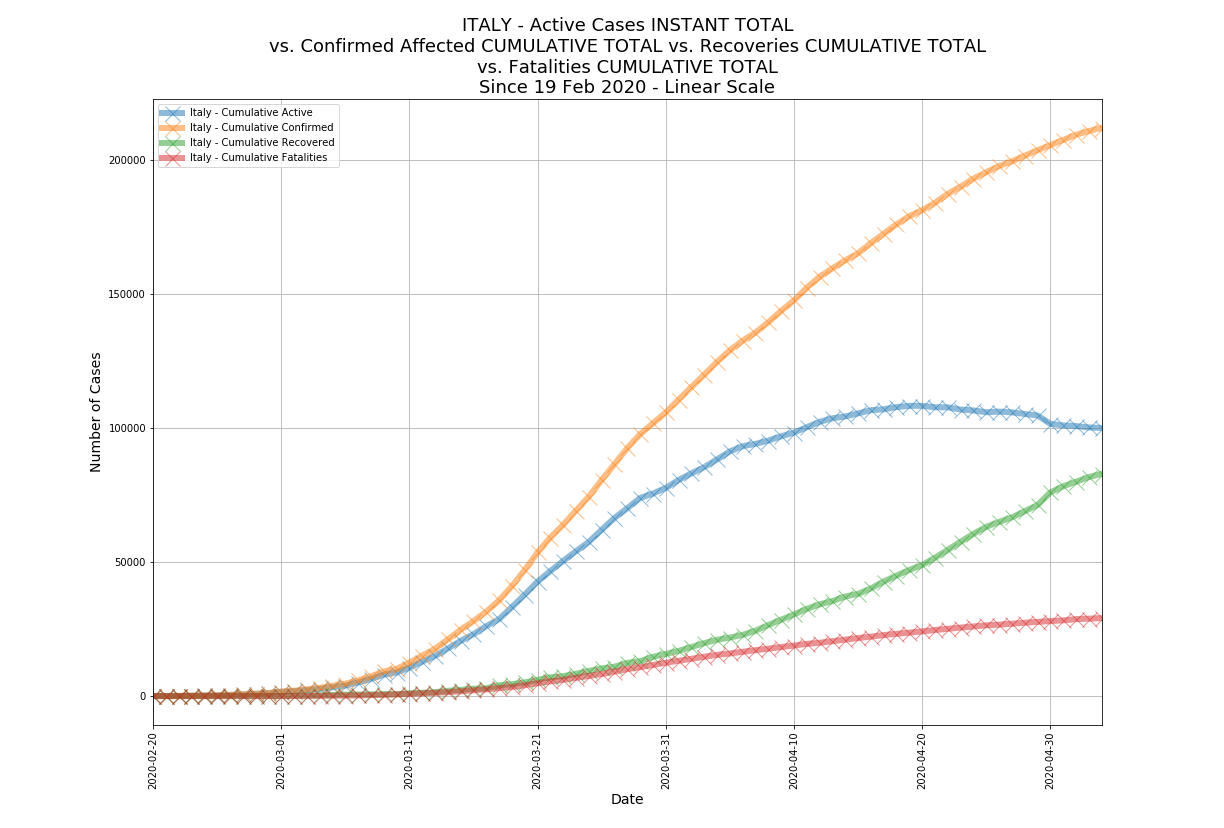 ITALY - Active Cases INSTANT TOTAL
vs. Confirmed Affected CUMULATIVE TOTAL vs. Recoveries CUMULATIVE TOTAL
vs. Fatalities CUMULATIVE TOTAL
Since 19 Feb 2020 - Linear Scale
Italy - Cumulative Active
Italy - Cumulative Confirmed
Italy - Cumulative Recovered
Italy - Cumulative Fatalities
Number of Cases
200000
150000
100000
50000
0
2020-02-20
2020-03-01
2020-03-11
2020-03-21
2020-03-31
2020-04-10
2020-04-20
2020-04-30
Date